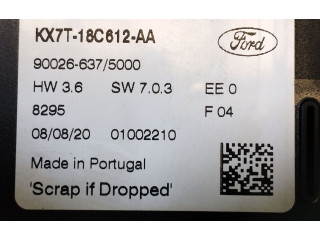 KX7T-18C612-AA
Ford
90026-637/5000
HW 3.6 SW 7.0.3 EE 0
8295 F 04
08/08/20 01002210
Made in Portugal
'Scrap if Dropped'